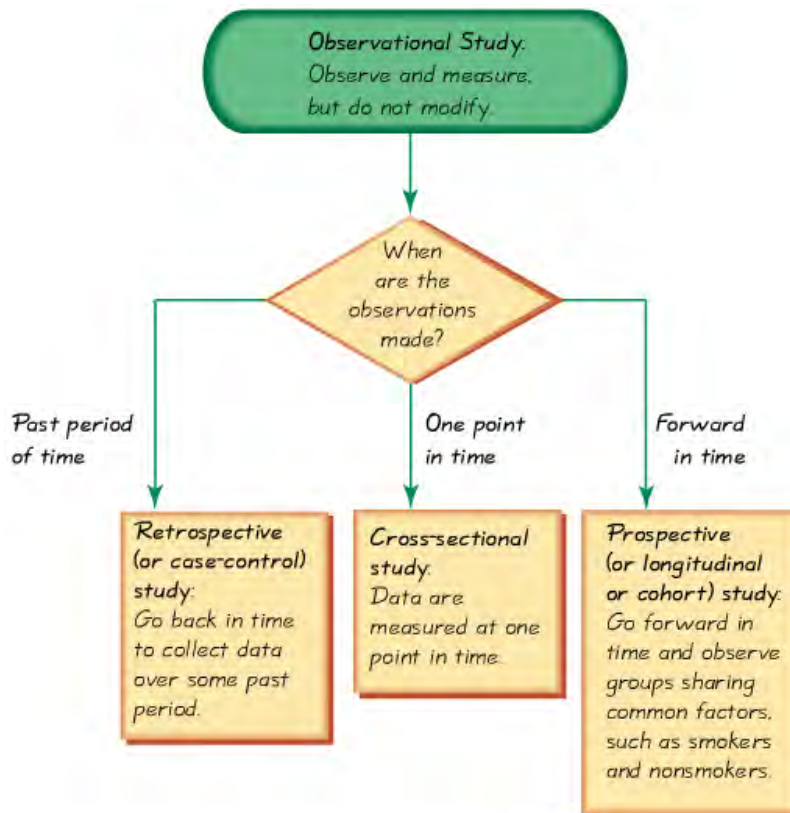 Observational Study:
Observe and measure,
but do not modify.
When
are the
observations
made?
Past period
of time
One point
in time
Forward
in time
Retrospective
(or case-control)
study:
Go back in time
to collect data
over some past
period.
Cross-sectional
study:
Data are
measured at one
point in time.
Prospective
(or longitudinal
or cohort) study:
Go forward in
time and observe
groups sharing
common factors,
such as smokers
and nonsmokers.